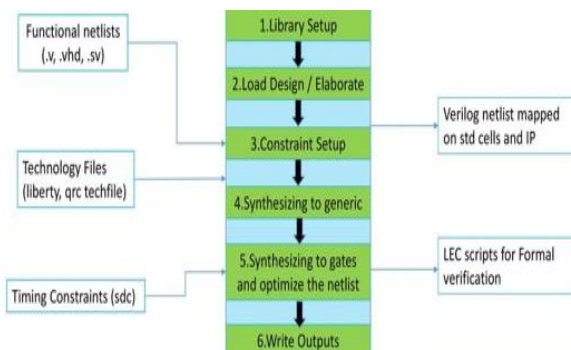 Functional netlists
(.v, .vhd, .sv)
Technology Files
(liberty, qrc techfile)
Timing Constraints (sdc)
1.Library Setup
2.Load Design / Elaborate
3.Constraint Setup
4.Synthesizing to generic
5.Synthesizing to gates
and optimize the netlist
6.Write Outputs
Verilog netlist mapped
on std cells and IP
LEC scripts for Formal
verification